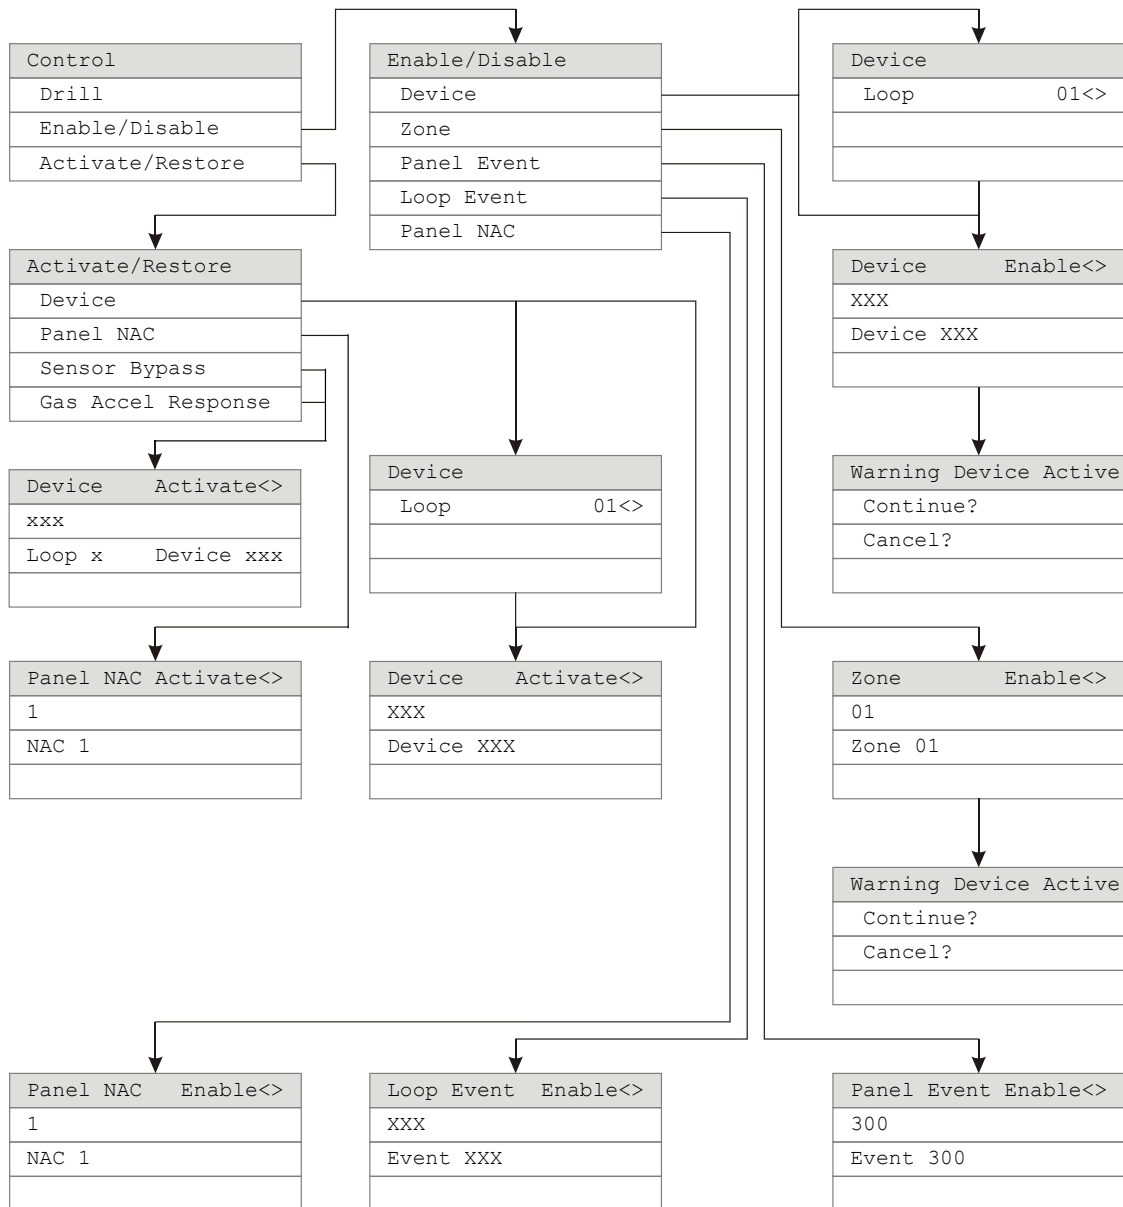 Control
Drill
Enable/Disable
Activate/Restore
Enable/Disable
Device
Zone
Panel Event
Loop Event
Panel NAC
Device
Loop 01<>
Activate/Restore
Device
Panel NAC
Sensor Bypass
Gas Accel Response
Device Enable<>
XXX
Device XXX
Device Activate<>
xxx
Loop x Device xxx
Device
Loop 01<>
Warning Device Active
Continue?
Cancel?
Panel NAC Activate<>
1
NAC 1
Device Activate<>
XXX
Device XXX
Zone Enable<>
01
Zone 01
Warning Device Active
Continue?
Cancel?
Panel NAC Enable<>
1
NAC 1
Loop Event Enable<>
XXX
Event XXX
Panel Event Enable<>
300
Event 300